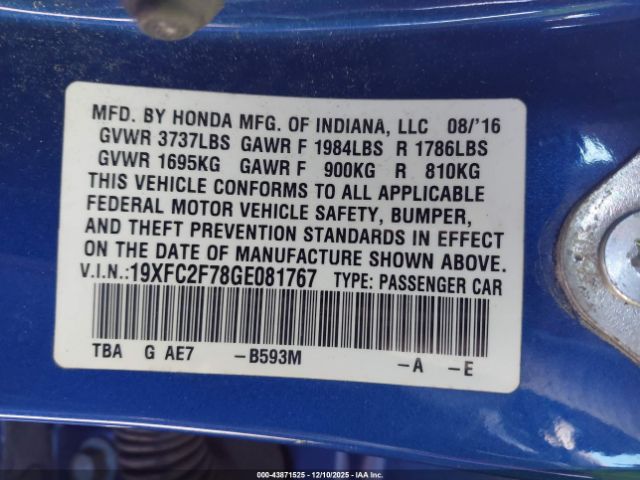 MFD. BY HONDA MFG. OF INDIANA, LLC 08/'16
GVWR 3737LBS GAWR F 1984LBS R 1786LBS
GVWR 1695KG GAWR F 900KG R 810KG
THIS VEHICLE CONFORMS TO ALL APPLICABLE
FEDERAL MOTOR VEHICLE SAFETY, BUMPER,
AND THEFT PREVENTION STANDARDS IN EFFECT
ON THE DATE OF MANUFACTURE SHOWN ABOVE.
V.I.N.:19XFC2F78GE081767 TYPE: PASSENGER CAR
TBA G AE7 -B593M -A -E
000-43871525 - 12/10/2025 - IAAI.COM